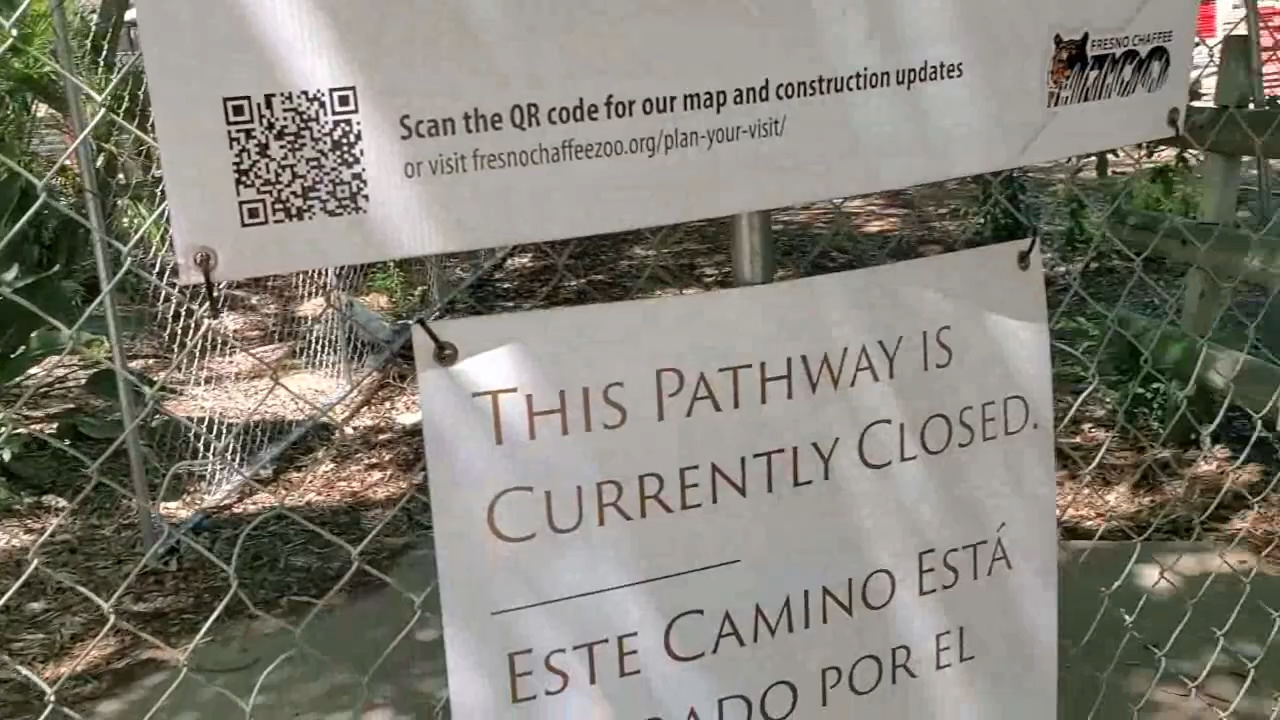 Scan the QR code for our map and construction updates
or visit fresnochaffeezoo.org/plan-your-visit/
FRESNO CHAFFEE
ZOO
THIS PATHWAY IS
CURRENTLY CLOSED.
ESTE CAMINO ESTÁ
POR EL